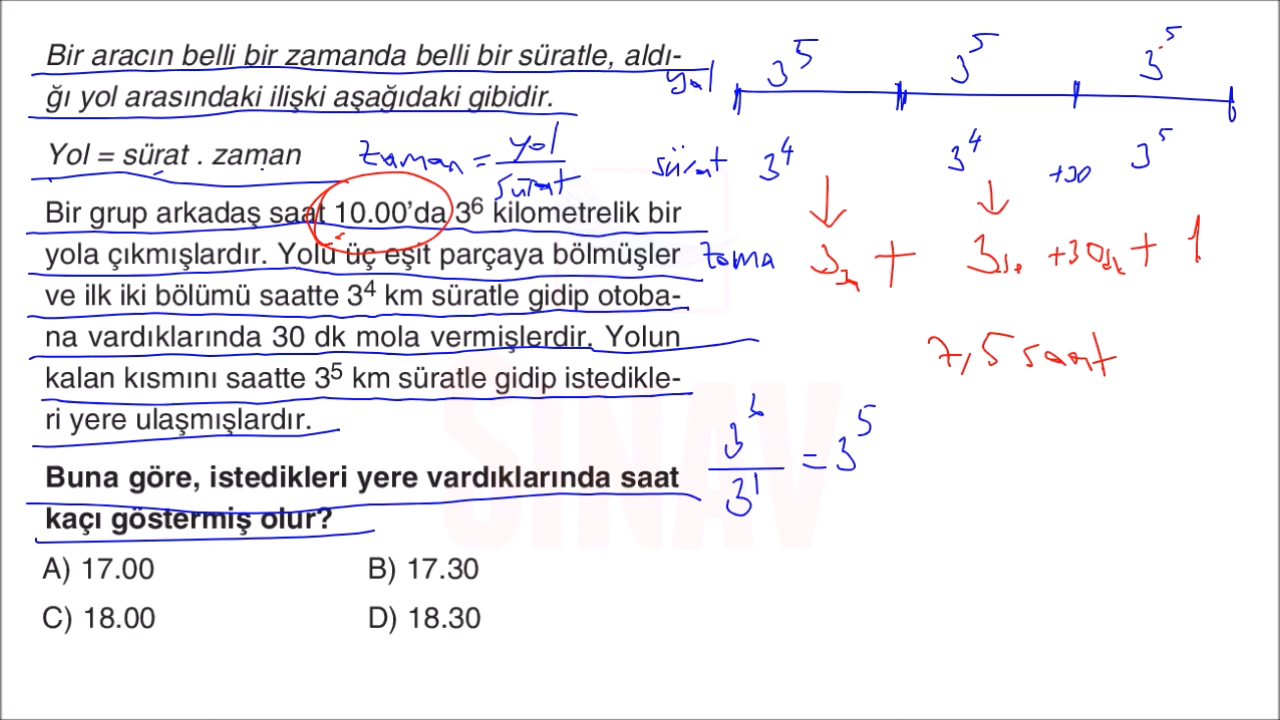 Bir aracın belli bir zamanda belli bir süratle, aldı-
ğı yol arasındaki ilişki aşağıdaki gibidir.
Yol = sürat . zaman
Bir grup arkadaş saat 10.00'da 3⁶ kilometrelik bir
yola çıkmışlardır. Yolu üç eşit parçaya bölmüşler
ve ilk iki bölümü saatte 3⁴ km süratle gidip otoba-
na vardıklarında 30 dk mola vermişlerdir. Yolun
kalan kısmını saatte 3⁵ km süratle gidip istedikle-
ri yere ulaşmışlardır.
Buna göre, istedikleri yere vardıklarında saat
kaçı göstermiş olur?
A) 17.00 B) 17.30
C) 18.00 D) 18.30
zaman = yol / sürat
yol 3⁵ 3⁵ 3⁵
sürat 3⁴ 3⁴ +30 3⁵
zama 3 + 3 +30 + 1
7,5 saat
3⁶ / 3¹ = 3⁵
SINAV